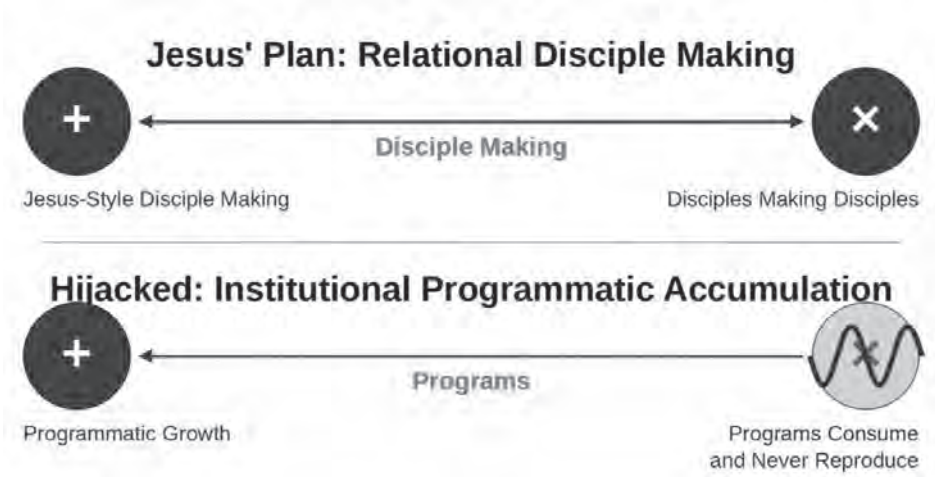 Jesus' Plan: Relational Disciple Making
+
×
Disciple Making
Jesus-Style Disciple Making
Disciples Making Disciples
Hijacked: Institutional Programmatic Accumulation
+
×
Programs
Programmatic Growth
Programs Consume
and Never Reproduce